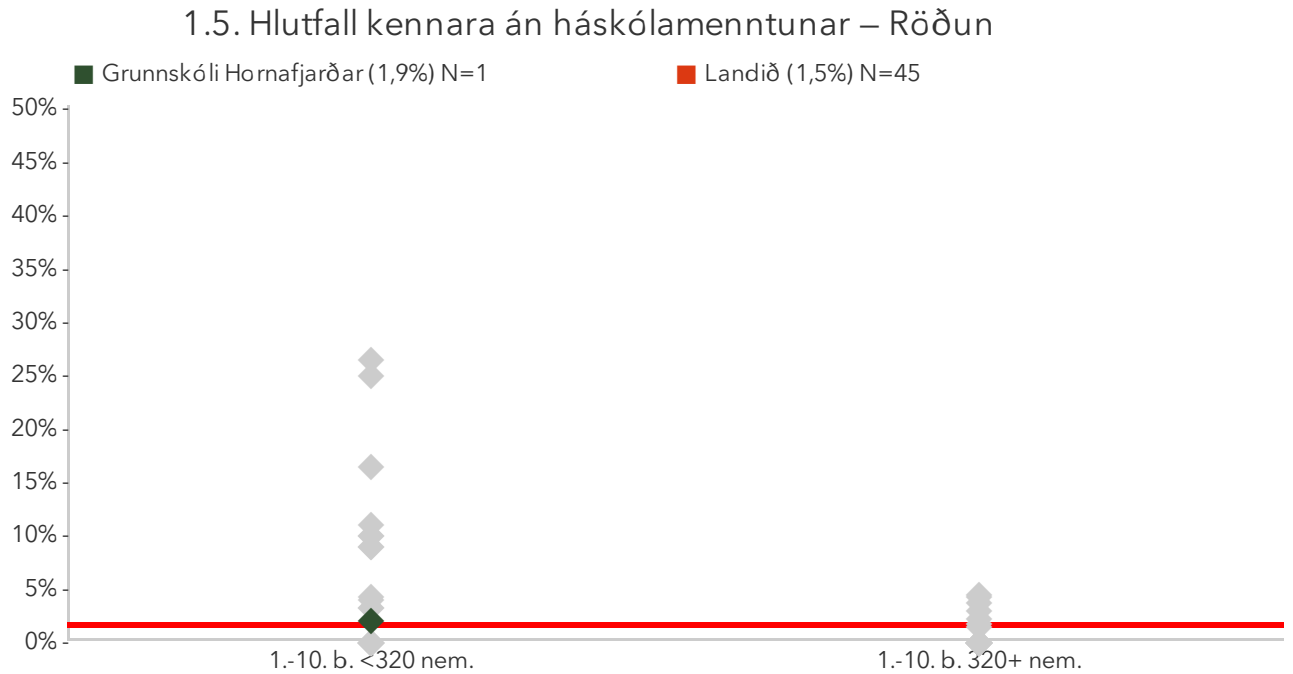 1.5. Hlutfall kennara án háskólamenntunar – Röðun
Grunnskóli Hornafjarðar (1,9%) N=1
Landið (1,5%) N=45
50%
45%
40%
35%
30%
25%
20%
15%
10%
5%
0%
1.-10. b. <320 nem.
1.-10. b. 320+ nem.